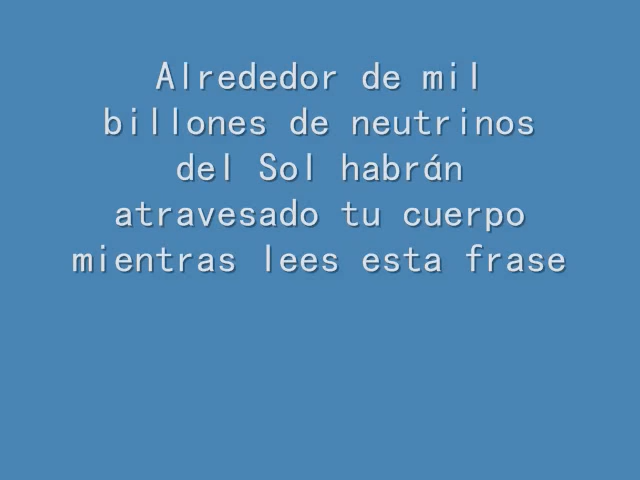 Alrededor de mil
billones de neutrinos
del Sol habrán
atravesado tu cuerpo
mientras lees esta frase